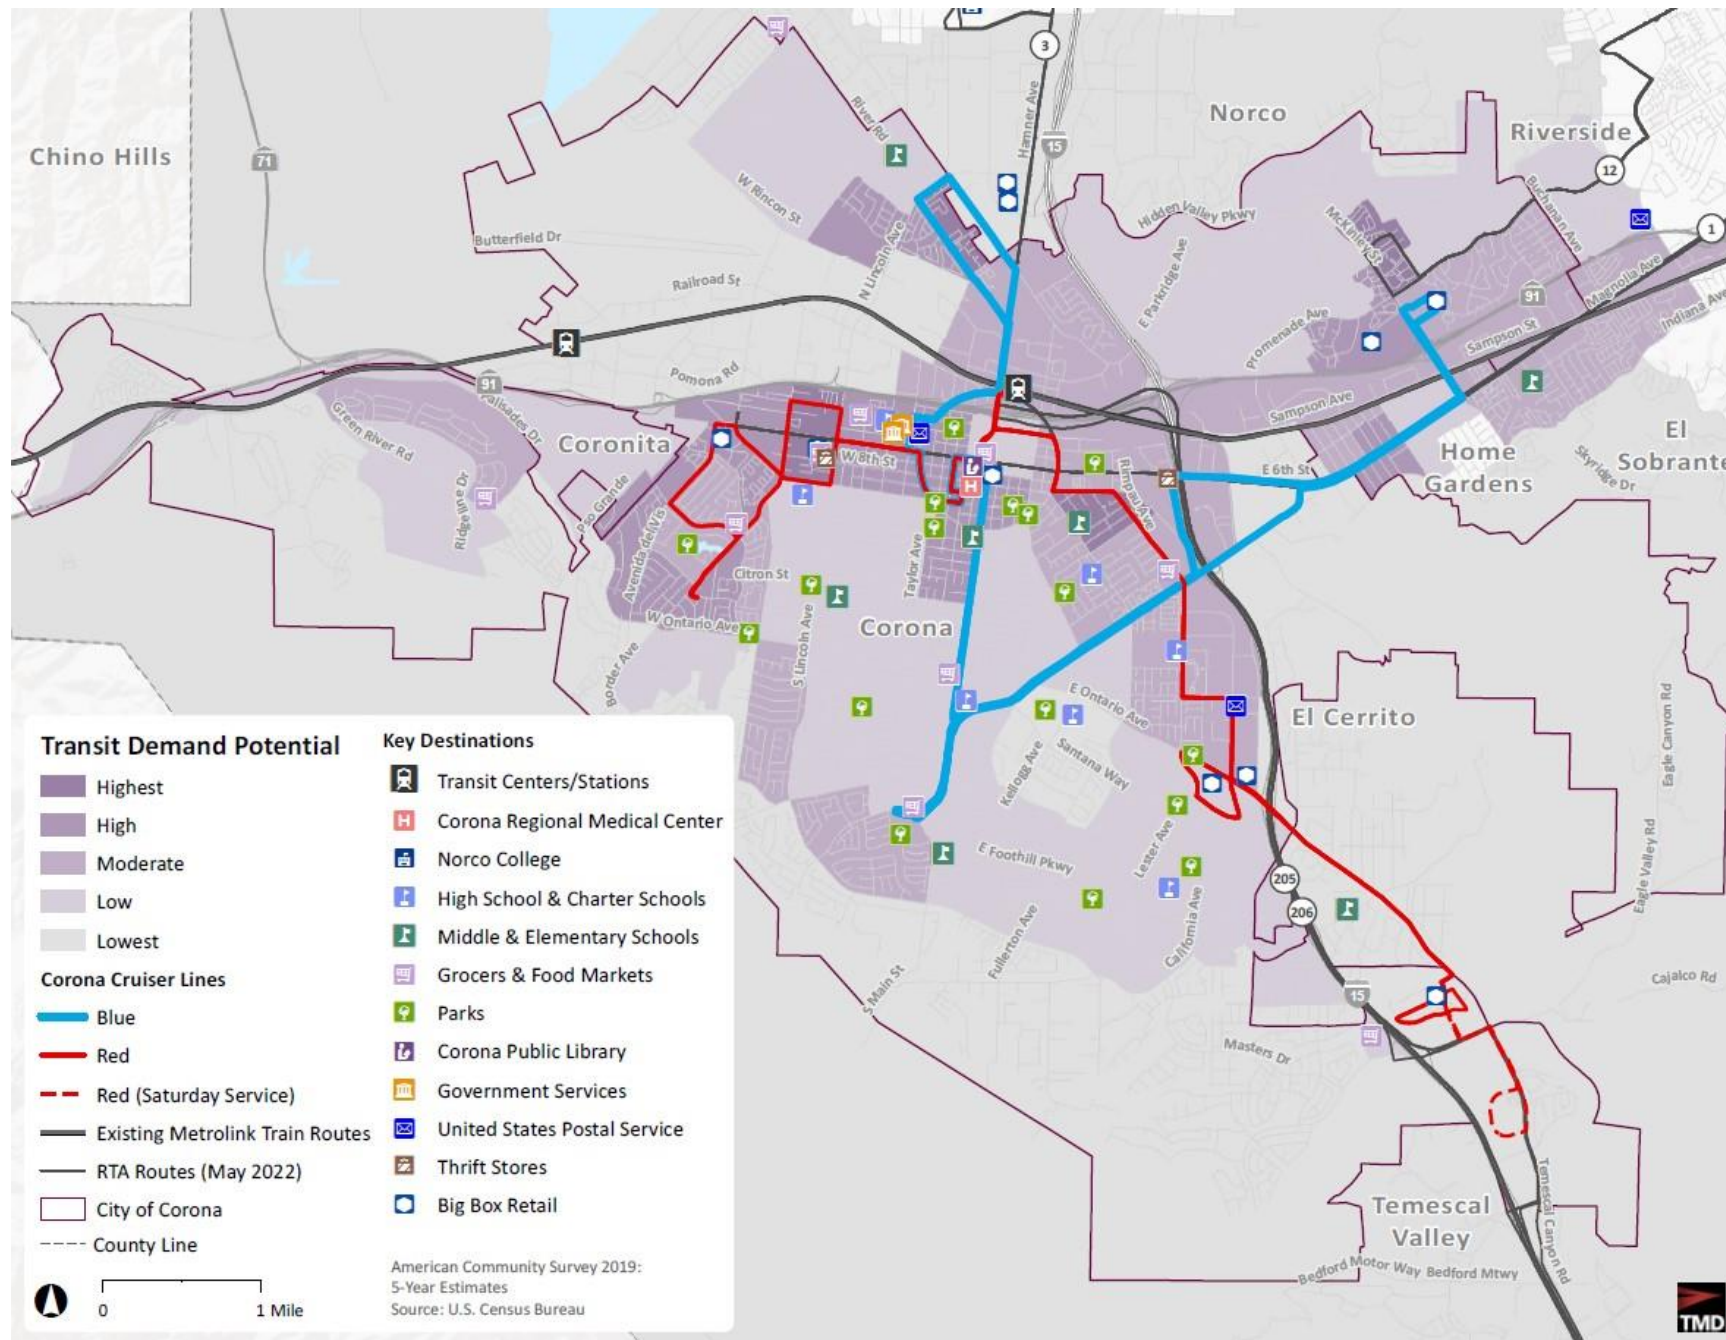 3
Norco
Riverside
Chino Hills
71
River Rd
Hamner Ave
15
12
W Rincon St
N Lincoln Ave
Hidden Valley Pkwy
McKinley St
Buchanan Ave
1
Butterfield Dr
Railroad St
E Parkridge Ave
91
Magnolia Ave
Indiana Ave
Promenade Ave
Sampson St
Pomona Rd
91
Palisades Dr
Sampson Ave
Green River Rd
Coronita
W 8th St
Rimpau Ave
E 6th St
Home
Gardens
El
Sobrante
Skyridge Dr
Ridgeline Dr
Pso Grande
Avenida del Vis
Citron St
Taylor Ave
W Ontario Ave
S Lincoln Ave
Corona
Border Ave
E Ontario Ave
El Cerrito
Eagle Canyon Rd
Kellogg Ave
Santana Way
E Foothill Pkwy
Lester Ave
California Ave
Eagle Valley Rd
205
206
Fullerton Ave
S Main St
15
Cajalco Rd
Masters Dr
Temescal
Valley
Temescal Canyon Rd
Bedford Motor Way Bedford Mtwy
H
Transit Demand Potential
Highest
High
Moderate
Low
Lowest
Corona Cruiser Lines
Blue
Red
Red (Saturday Service)
Existing Metrolink Train Routes
RTA Routes (May 2022)
City of Corona
County Line
0
1 Mile
Key Destinations
Transit Centers/Stations
H Corona Regional Medical Center
Norco College
High School & Charter Schools
Middle & Elementary Schools
Grocers & Food Markets
Parks
Corona Public Library
Government Services
United States Postal Service
Thrift Stores
Big Box Retail
American Community Survey 2019:
5-Year Estimates
Source: U.S. Census Bureau
TMD